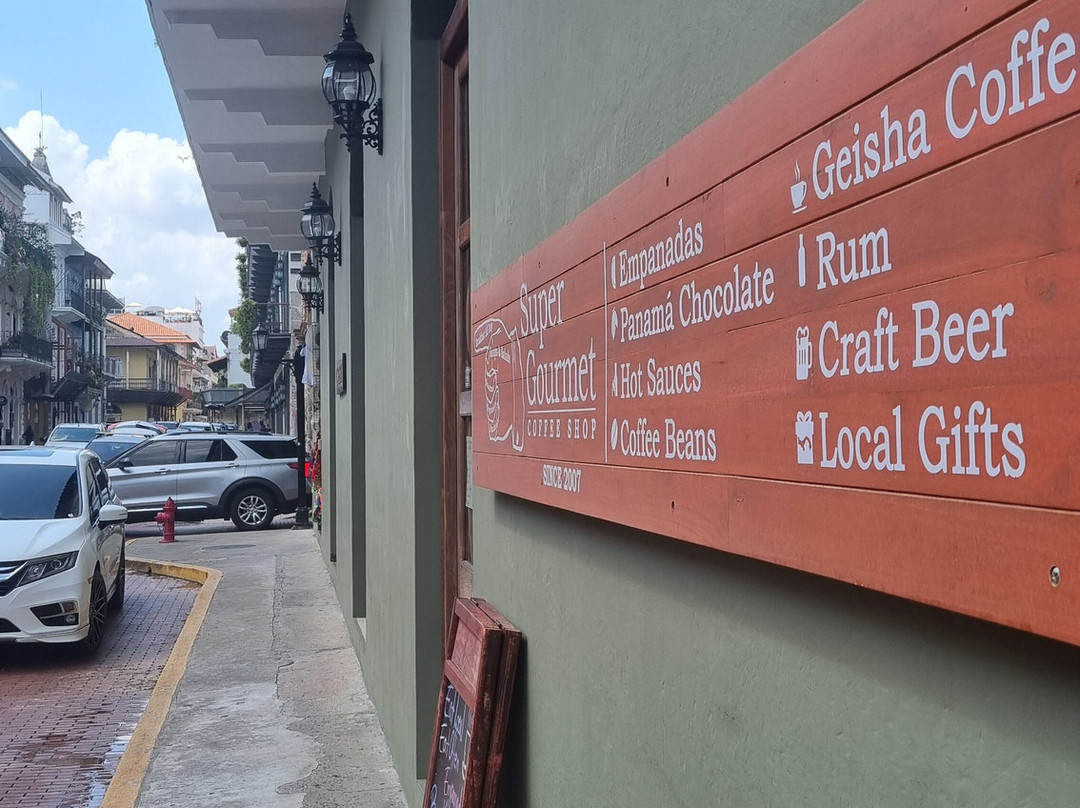 Super
Gourmet
COFFEE SHOP
SINCE 2007
Empanadas
Panamá Chocolate
Hot Sauces
Coffee Beans
Geisha Coffe
Rum
Craft Beer
Local Gifts